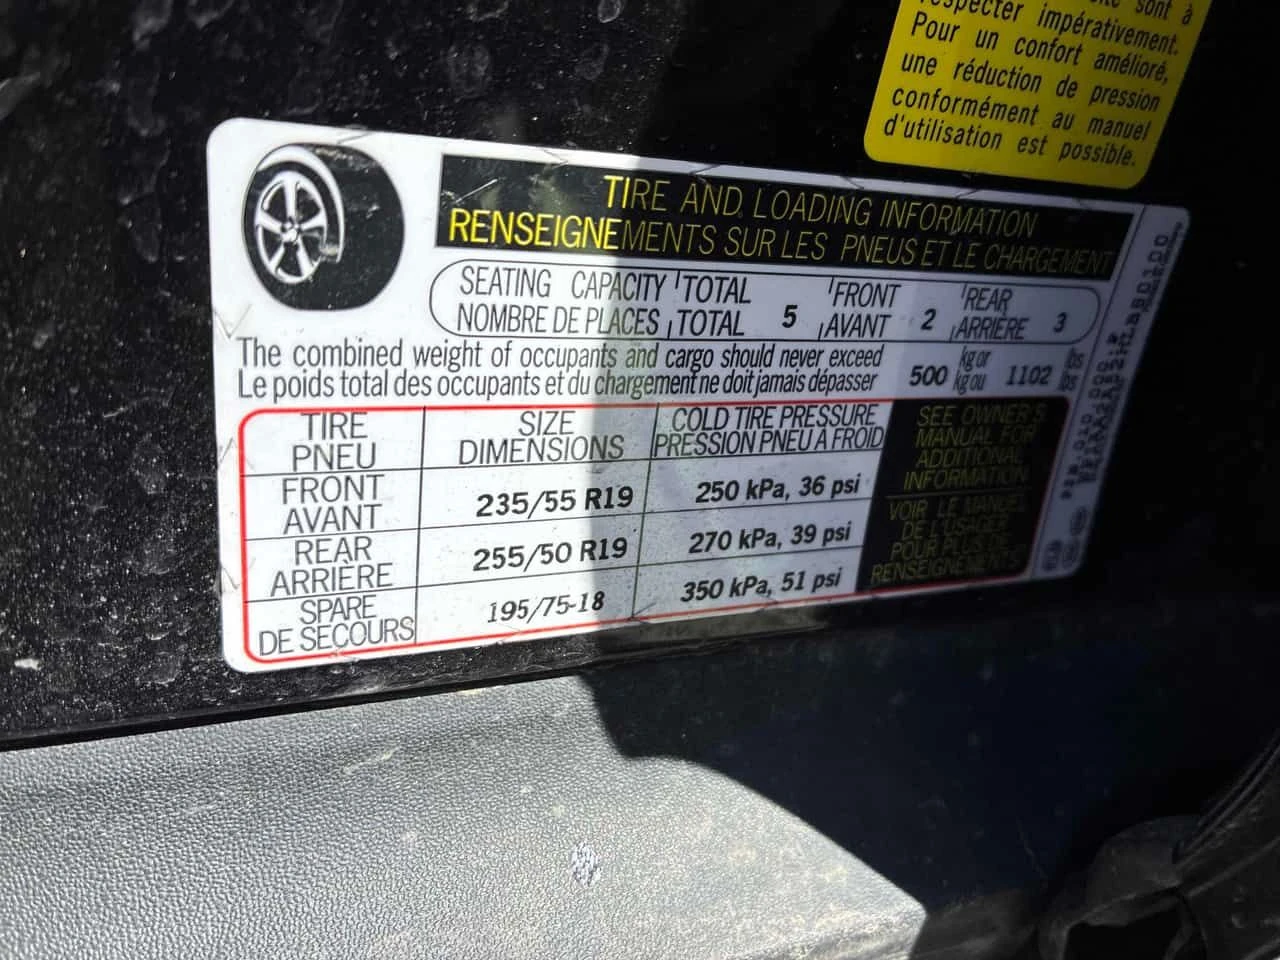 respecter impérativement.
Pour un confort amélioré,
une réduction de pression
conformément au manuel
d'utilisation est possible.
TIRE AND LOADING INFORMATION
RENSEIGNEMENTS SUR LES PNEUS ET LE CHARGEMENT
SEATING CAPACITY TOTAL FRONT REAR
NOMBRE DE PLACES TOTAL 5 AVANT 2 ARRIÈRE 3
The combined weight of occupants and cargo should never exceed kg or lbs
Le poids total des occupants et du chargement ne doit jamais dépasser 500 kg ou 1102 lbs
TIRE SIZE COLD TIRE PRESSURE
PNEU DIMENSIONS PRESSION PNEU A FROID
FRONT
AVANT 235/55 R19 250 kPa, 36 psi
REAR
ARRIÈRE 255/50 R19 270 kPa, 39 psi
SPARE
DE SECOURS 195/75-18 350 kPa, 51 psi
SEE OWNER'S
MANUAL FOR
ADDITIONAL
INFORMATION
VOIR LE MANUEL
DE L'USAGER
POUR PLUS DE
RENSEIGNEMENTS